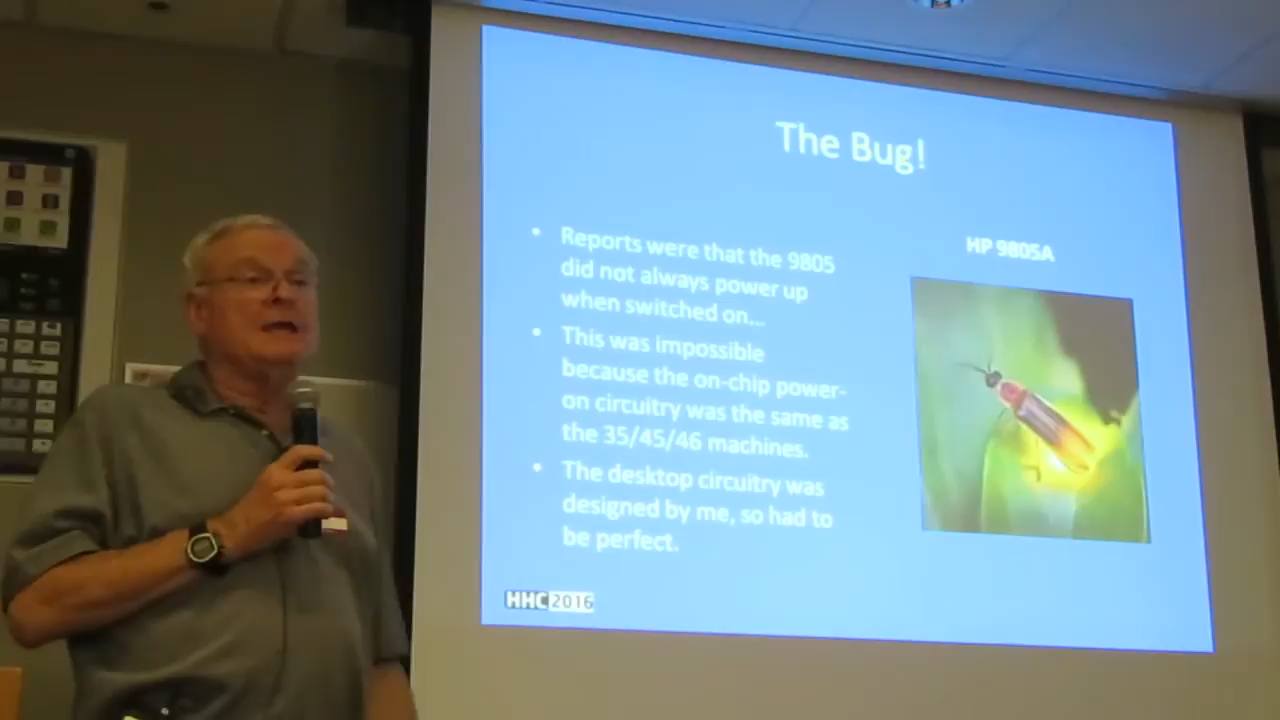 The Bug!
• Reports were that the 9805
did not always power up
when switched on...
• This was impossible
because the on-chip power-
on circuitry was the same as
the 35/45/46 machines.
• The desktop circuitry was
designed by me, so had to
be perfect.
HP 9805A
HHC 2016